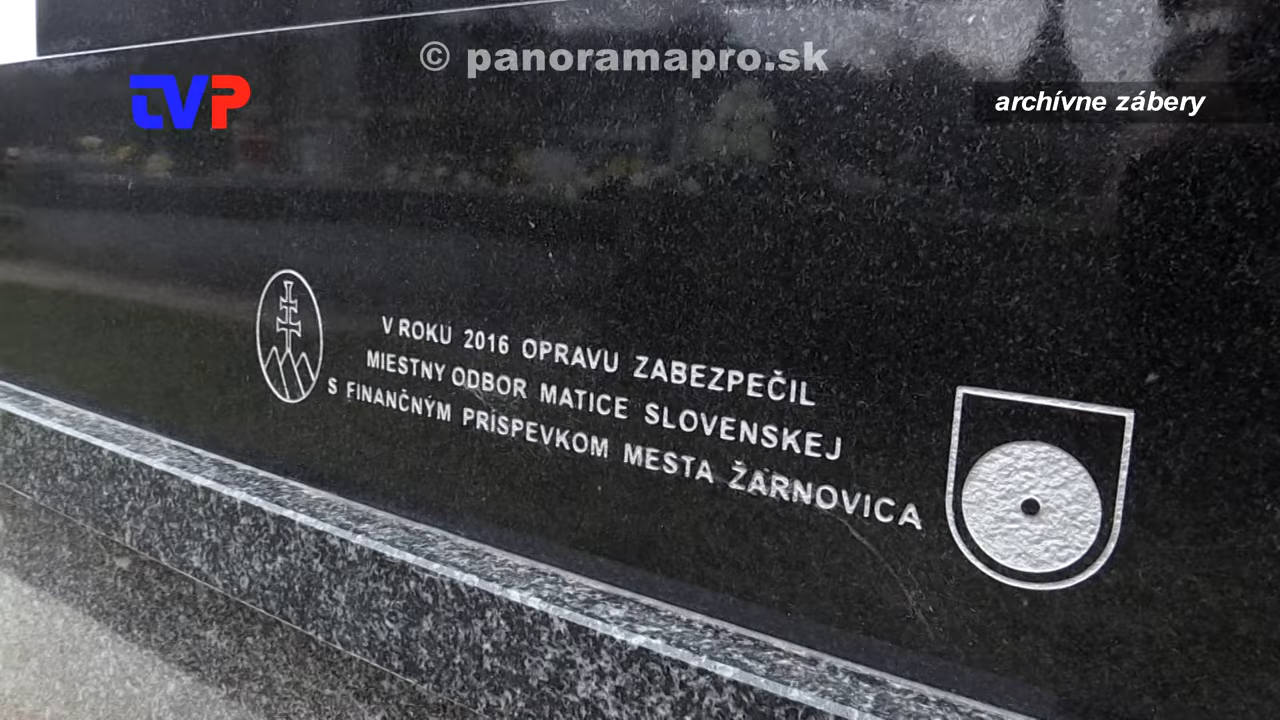 © panoramapro.sk
TVP
archívne zábery
V ROKU 2016 OPRAVU ZABEZPEČIL
MIESTNY ODBOR MATICE SLOVENSKEJ
S FINANČNÝM PRÍSPEVKOM MESTA ŽARNOVICA